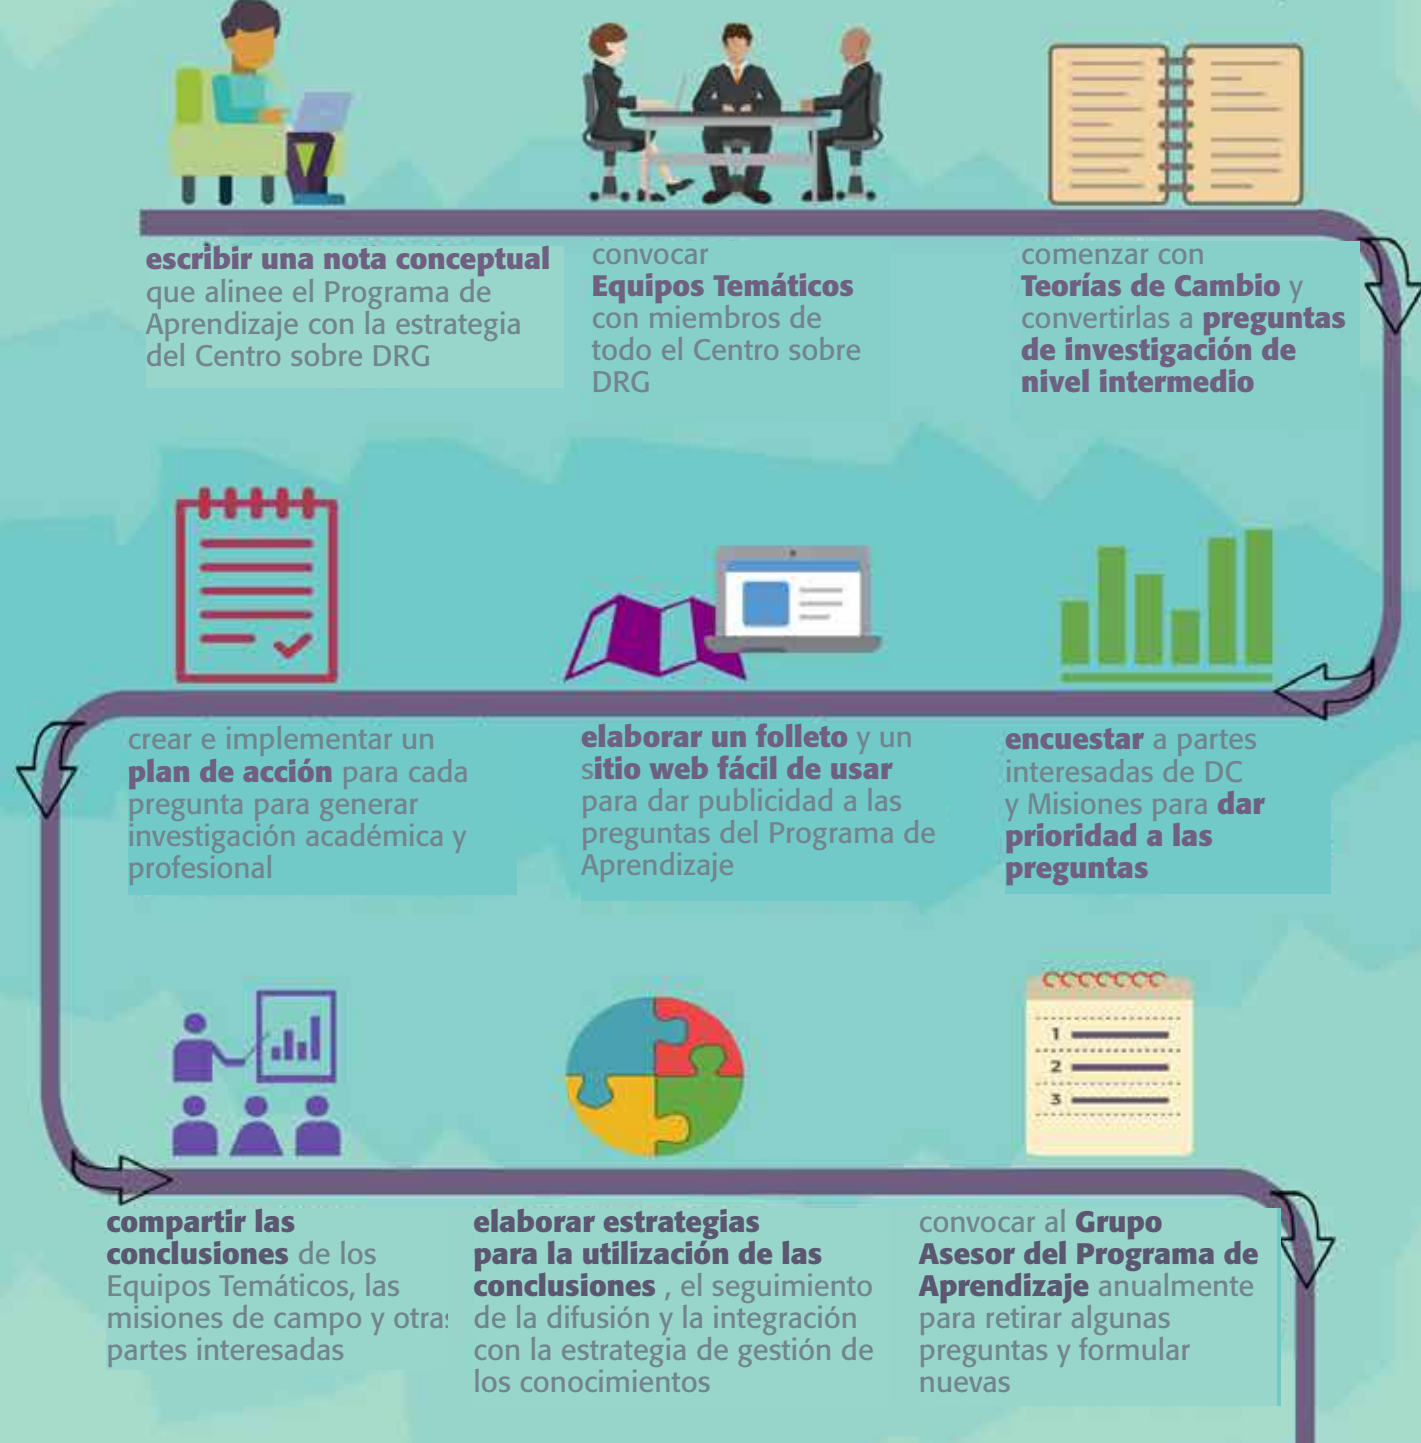 escribir una nota conceptual
que alinee el Programa de
Aprendizaje con la estrategia
del Centro sobre DRG
convocar
Equipos Temáticos
con miembros de
todo el Centro sobre
DRG
comenzar con
Teorías de Cambio y
convertirlas a preguntas
de investigación de
nivel intermedio
encuestar a partes
interesadas de DC
y Misiones para dar
prioridad a las
preguntas
elaborar un folleto y un
sitio web fácil de usar
para dar publicidad a las
preguntas del Programa de
Aprendizaje
crear e implementar un
plan de acción para cada
pregunta para generar
investigación académica y
profesional
1
2
3
compartir las
conclusiones de los
Equipos Temáticos, las
misiones de campo y otras
partes interesadas
elaborar estrategias
para la utilización de las
conclusiones , el seguimiento
de la difusión y la integración
con la estrategia de gestión de
los conocimientos
convocar al Grupo
Asesor del Programa de
Aprendizaje anualmente
para retirar algunas
preguntas y formular
nuevas